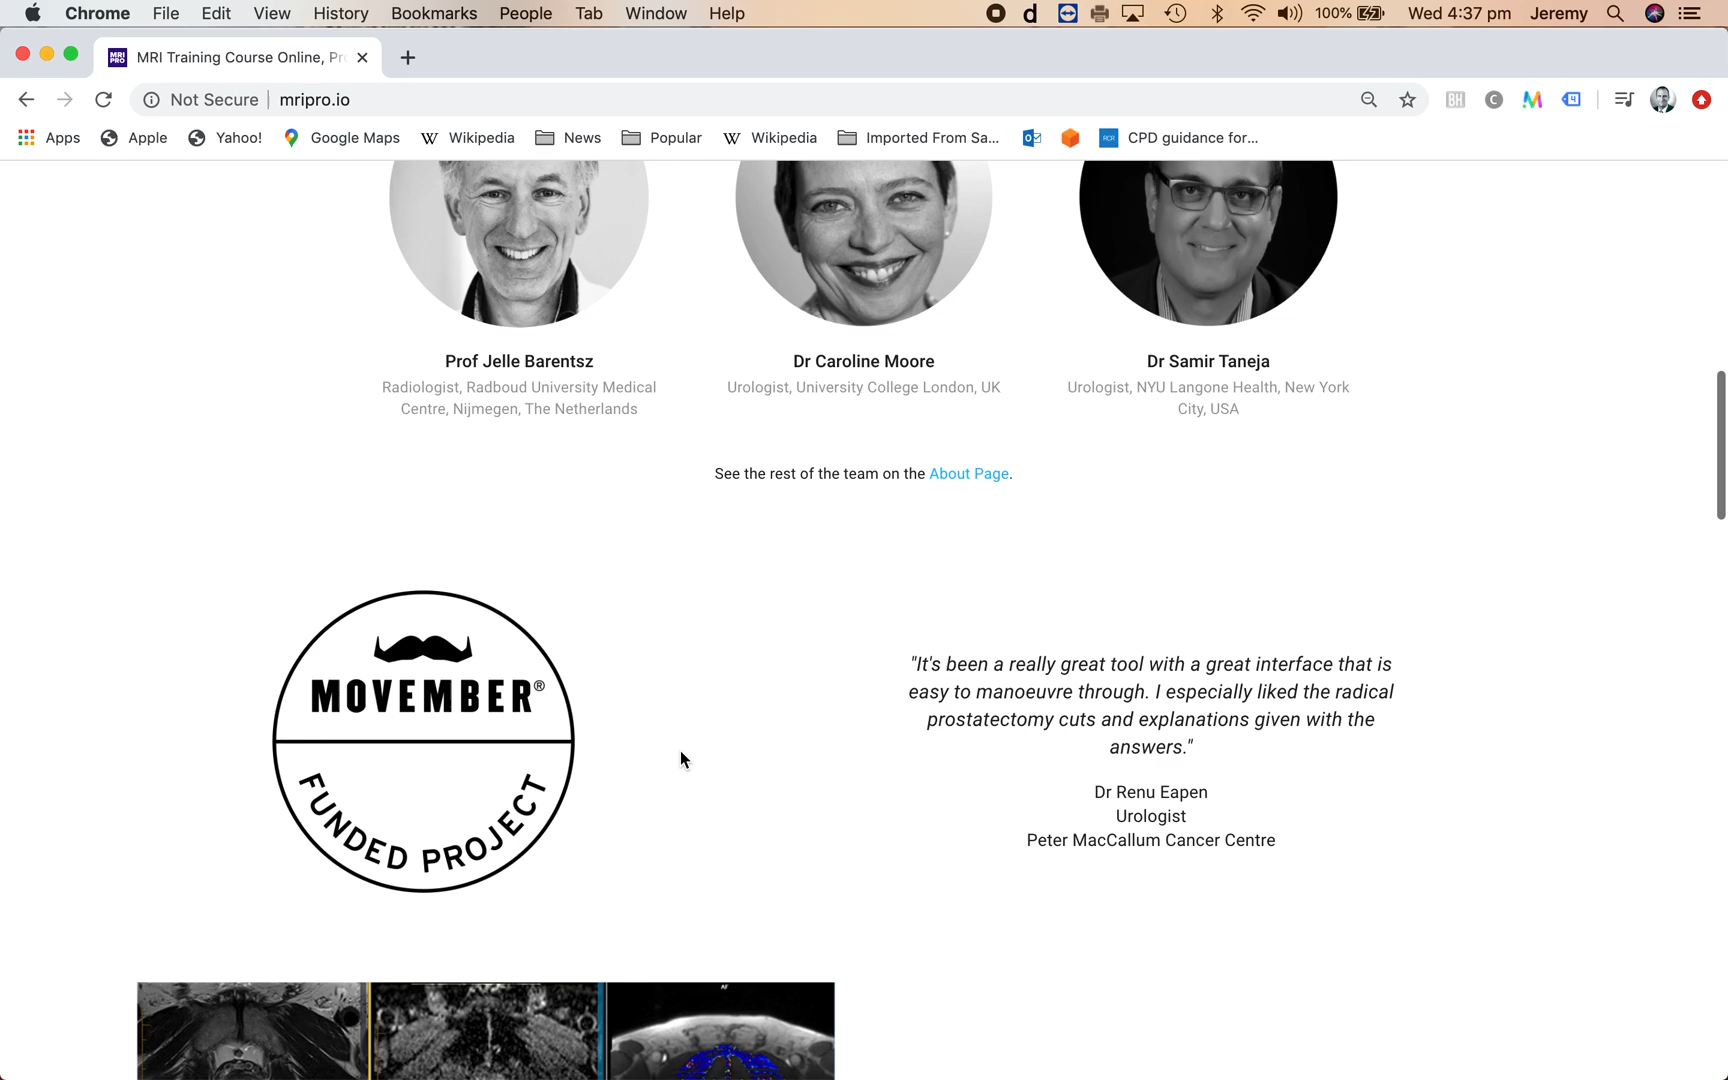 Chrome File Edit View History Bookmarks People Tab Window Help d 100% Wed 4:37 pm Jeremy
MRI PRO MRI Training Course Online, Pr
Not Secure mripro.io BH C 4
Apps Apple Yahoo! Google Maps W Wikipedia News Popular W Wikipedia Imported From Sa... CPD guidance for...
Prof Jelle Barentsz
Radiologist, Radboud University Medical
Centre, Nijmegen, The Netherlands
Dr Caroline Moore
Urologist, University College London, UK
Dr Samir Taneja
Urologist, NYU Langone Health, New York
City, USA
See the rest of the team on the About Page.
MOVEMBER®
FUNDED PROJECT
"It's been a really great tool with a great interface that is
easy to manoeuvre through. I especially liked the radical
prostatectomy cuts and explanations given with the
answers."
Dr Renu Eapen
Urologist
Peter MacCallum Cancer Centre